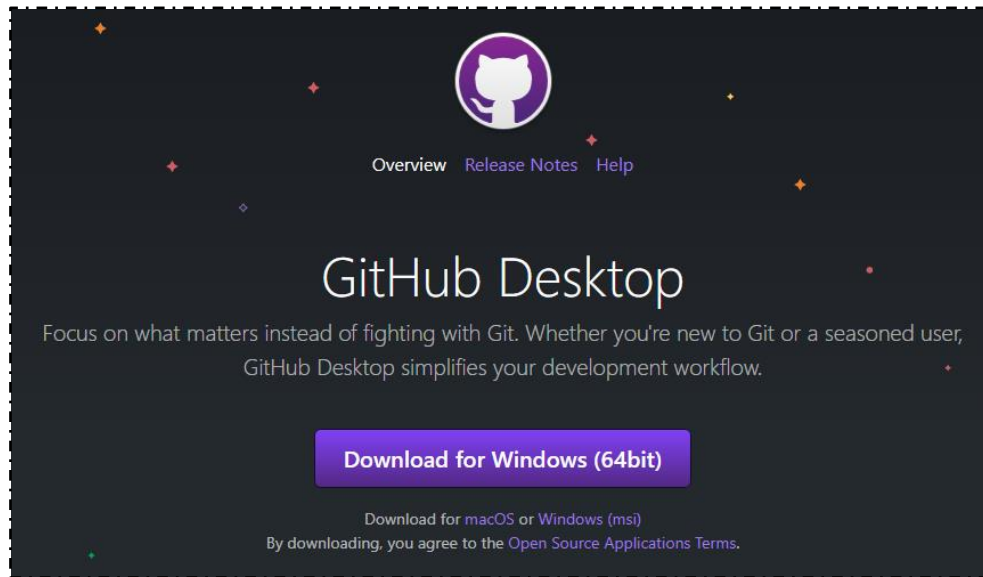 Overview Release Notes Help
GitHub Desktop
Focus on what matters instead of fighting with Git. Whether you're new to Git or a seasoned user,
GitHub Desktop simplifies your development workflow.
Download for Windows (64bit)
Download for macOS or Windows (msi)
By downloading, you agree to the Open Source Applications Terms.